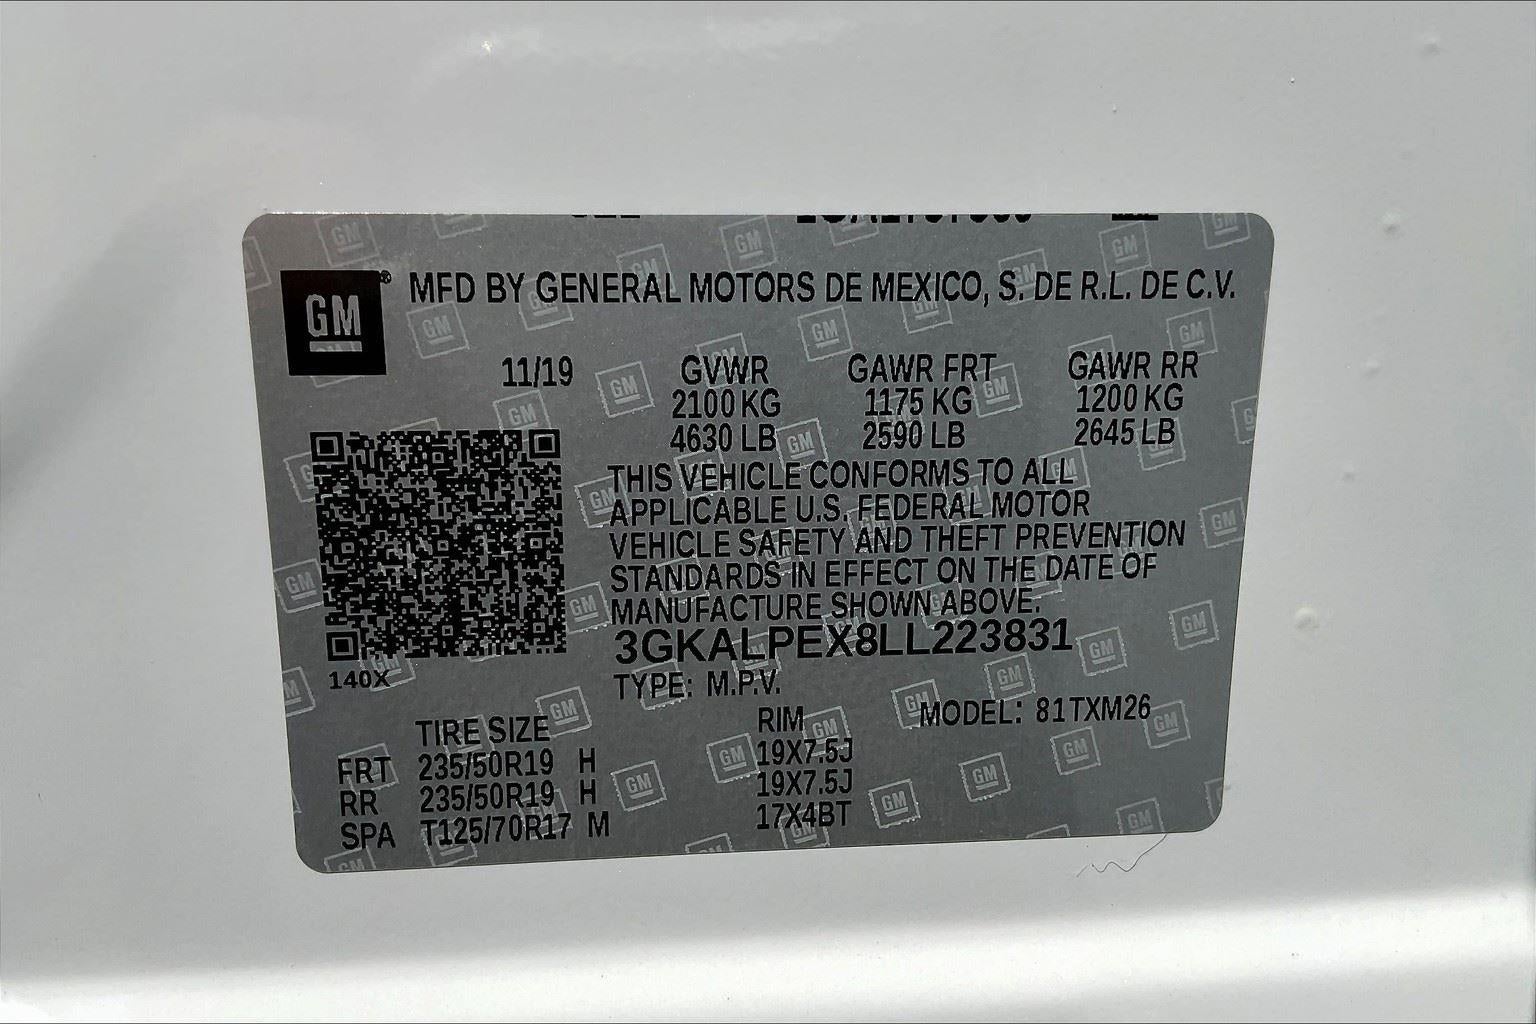 GM® MFD BY GENERAL MOTORS DE MEXICO, S. DE R.L. DE C.V.
11/19 GVWR GAWR FRT GAWR RR
2100 KG 1175 KG 1200 KG
4630 LB 2590 LB 2645 LB
THIS VEHICLE CONFORMS TO ALL
APPLICABLE U.S. FEDERAL MOTOR
VEHICLE SAFETY AND THEFT PREVENTION
STANDARDS IN EFFECT ON THE DATE OF
MANUFACTURE SHOWN ABOVE.
3GKALPEX8LL223831
140X
TYPE: M.P.V.
TIRE SIZE RIM MODEL: 81TXM26
FRT 235/50R19 H 19X7.5J
RR 235/50R19 H 19X7.5J
SPA T125/70R17 M 17X4BT